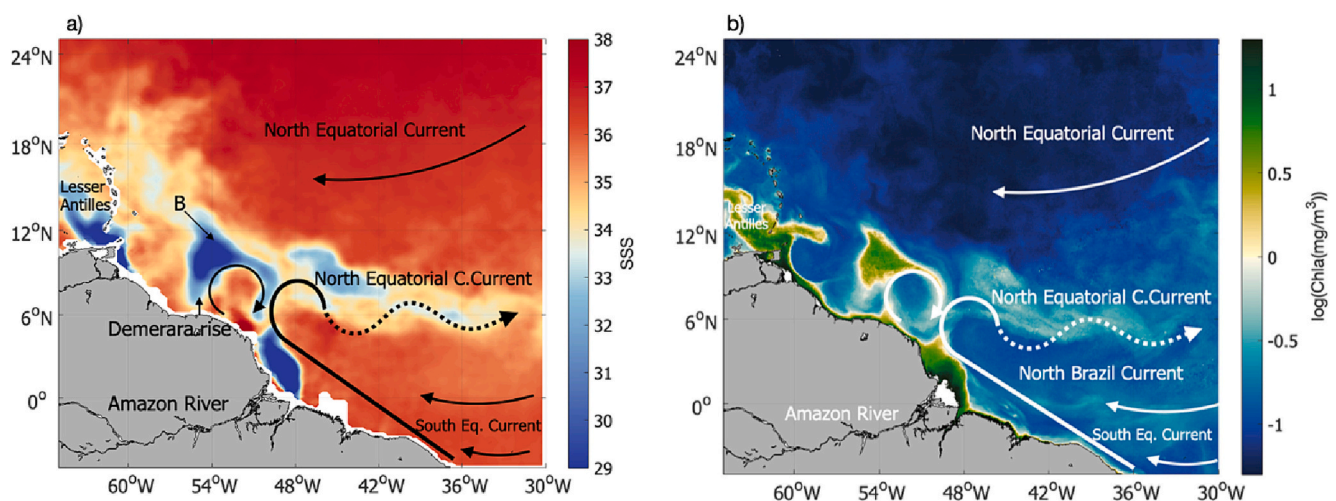 a)
24°N
18°N
12°N
6°N
0°
60°W
54°W
48°W
42°W
36°W
30°W
North Equatorial Current
Lesser
Antilles
B
North Equatorial C.Current
Demerara rise
Amazon River
South Eq. Current
38
37
36
35
34
33
32
31
30
29
SSS
b)
24°N
18°N
12°N
6°N
0°
60°W
54°W
48°W
42°W
36°W
30°W
North Equatorial Current
Lesser
Antilles
North Equatorial C.Current
North Brazil Current
Amazon River
South Eq. Current
1
0.5
0
-0.5
-1
log(Chla(mg/m³))